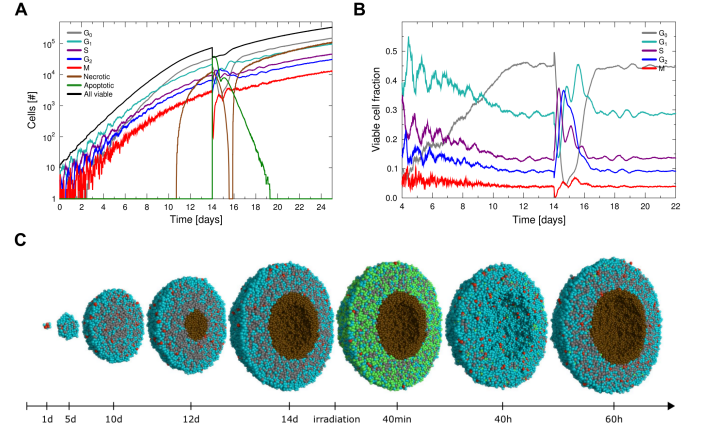 A
Cells [#]
10⁵
10⁴
10³
10²
10¹
1
G₀
G₁
S
G₂
M
Necrotic
Apoptotic
All viable
0 2 4 6 8 10 12 14 16 18 20 22 24
Time [days]
B
Viable cell fraction
0.5
0.4
0.3
0.2
0.1
0.0
G₀
G₁
S
G₂
M
4 6 8 10 12 14 16 18 20 22
Time [days]
C
1d 5d 10d 12d 14d irradiation 40min 40h 60h